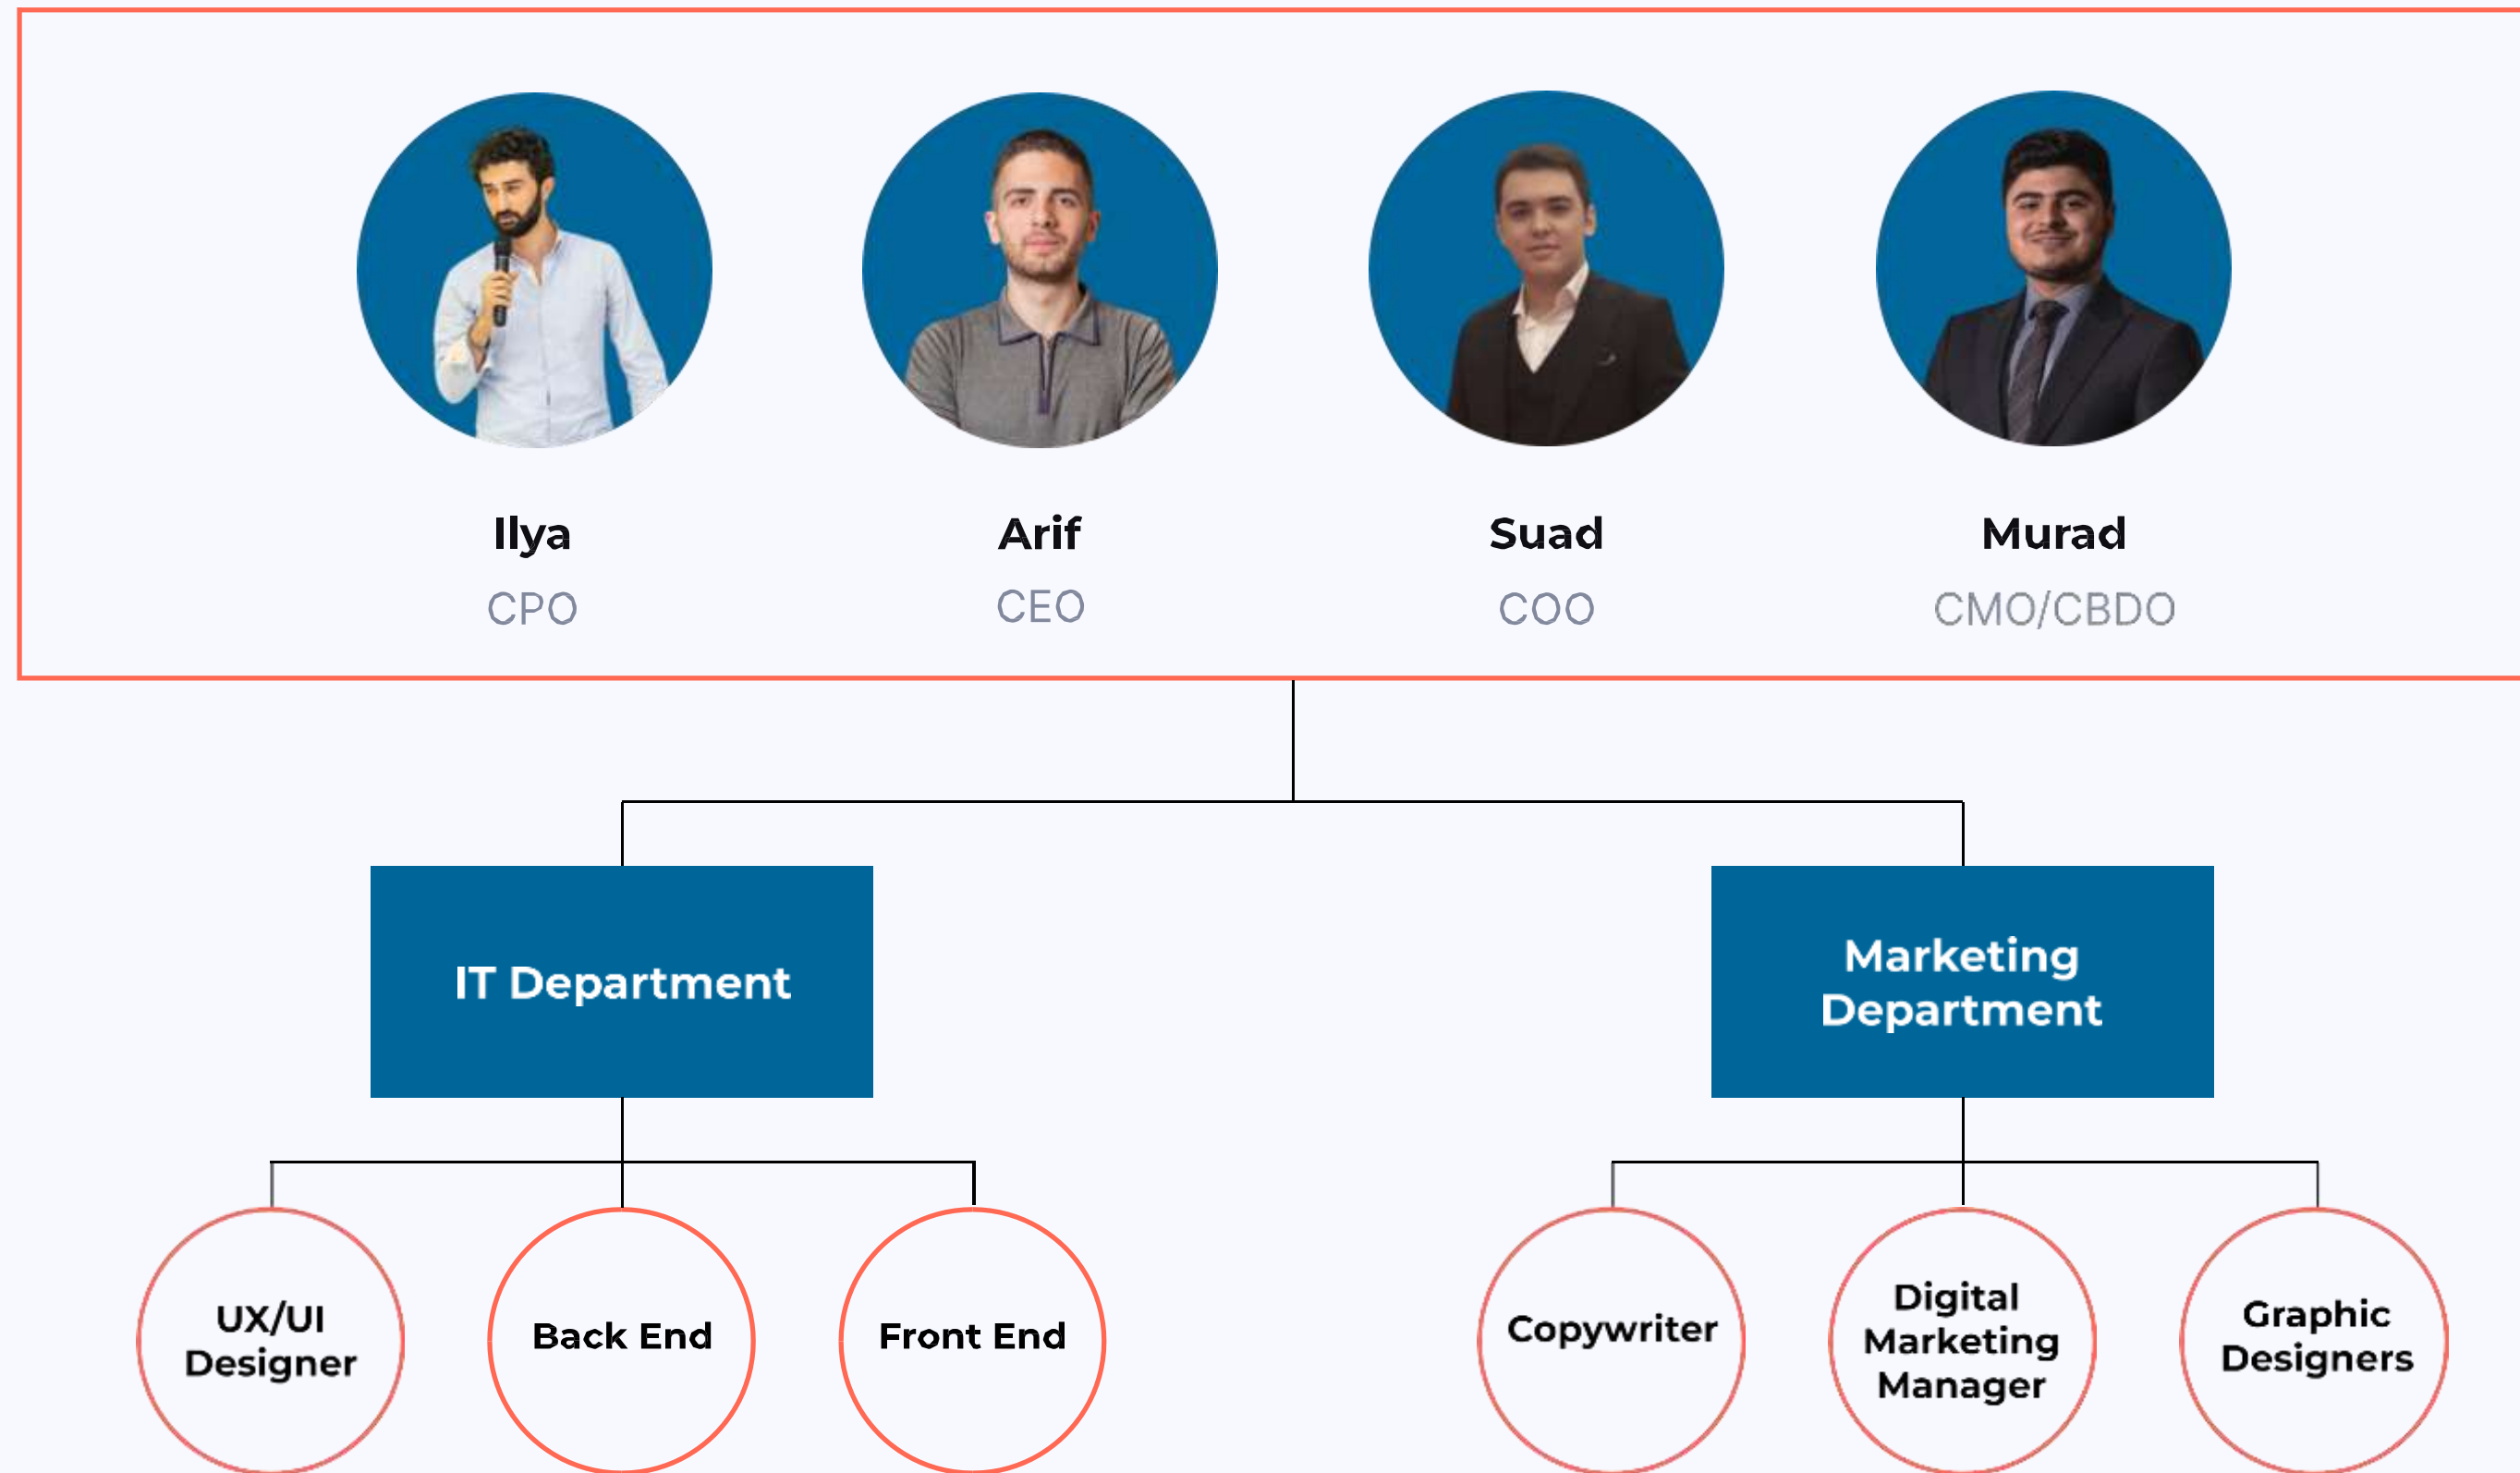 Ilya
Arif
Suad
Murad
CPO
CEO
COO
CMO/CBDO
IT Department
Marketing
Department
UX/UI
Designer
Back End
Front End
Copywriter
Digital
Marketing
Manager
Graphic
Designers